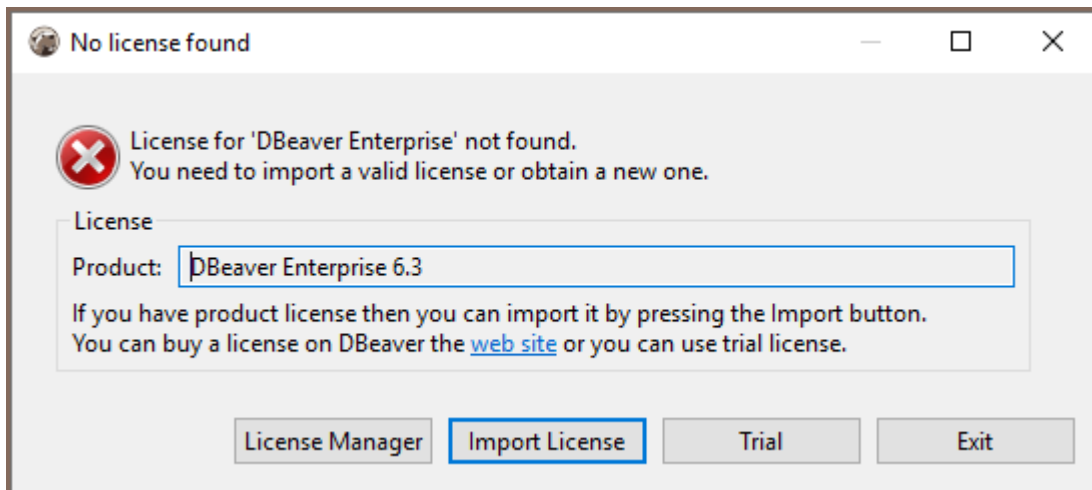 No license found
License for 'DBeaver Enterprise' not found.
You need to import a valid license or obtain a new one.
License
Product: DBeaver Enterprise 6.3
If you have product license then you can import it by pressing the Import button.
You can buy a license on DBeaver the web site or you can use trial license.
License Manager Import License Trial Exit